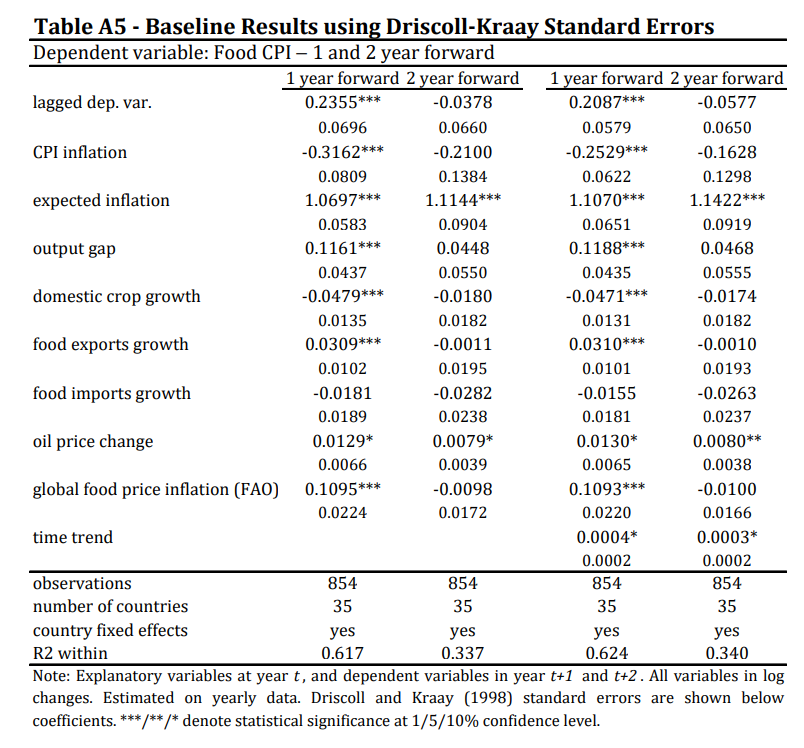 Table A5 - Baseline Results using Driscoll-Kraay Standard Errors
Dependent variable: Food CPI – 1 and 2 year forward
1 year forward 2 year forward 1 year forward 2 year forward
lagged dep. var. 0.2355*** -0.0378 0.2087*** -0.0577
0.0696 0.0660 0.0579 0.0650
CPI inflation -0.3162*** -0.2100 -0.2529*** -0.1628
0.0809 0.1384 0.0622 0.1298
expected inflation 1.0697*** 1.1144*** 1.1070*** 1.1422***
0.0583 0.0904 0.0651 0.0919
output gap 0.1161*** 0.0448 0.1188*** 0.0468
0.0437 0.0550 0.0435 0.0555
domestic crop growth -0.0479*** -0.0180 -0.0471*** -0.0174
0.0135 0.0182 0.0131 0.0182
food exports growth 0.0309*** -0.0011 0.0310*** -0.0010
0.0102 0.0195 0.0101 0.0193
food imports growth -0.0181 -0.0282 -0.0155 -0.0263
0.0189 0.0238 0.0181 0.0237
oil price change 0.0129* 0.0079* 0.0130* 0.0080**
0.0066 0.0039 0.0065 0.0038
global food price inflation (FAO) 0.1095*** -0.0098 0.1093*** -0.0100
0.0224 0.0172 0.0220 0.0166
time trend 0.0004* 0.0003*
0.0002 0.0002
observations 854 854 854 854
number of countries 35 35 35 35
country fixed effects yes yes yes yes
R2 within 0.617 0.337 0.624 0.340
Note: Explanatory variables at year t, and dependent variables in year t+1 and t+2. All variables in log
changes. Estimated on yearly data. Driscoll and Kraay (1998) standard errors are shown below
coefficients. ***/**/* denote statistical significance at 1/5/10% confidence level.